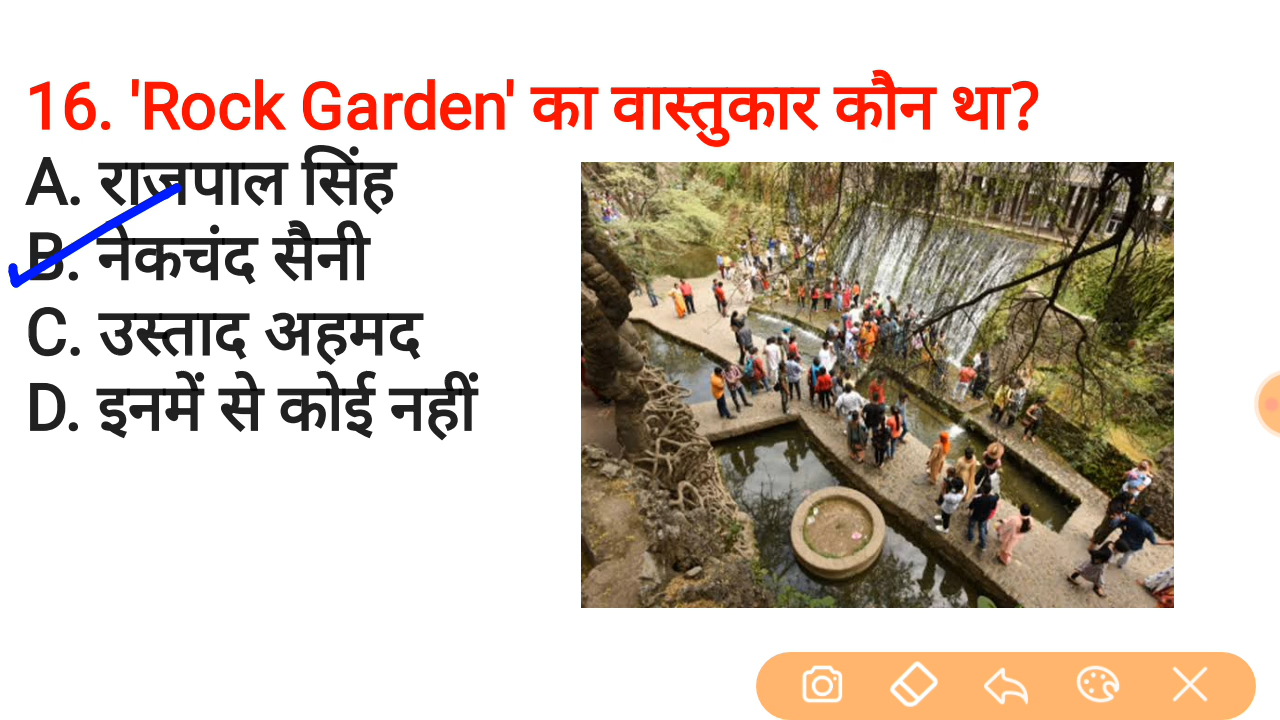 16. 'Rock Garden' का वास्तुकार कौन था?
A. राजपाल सिंह
B. नेकचंद सैनी
C. उस्ताद अहमद
D. इनमें से कोई नहीं